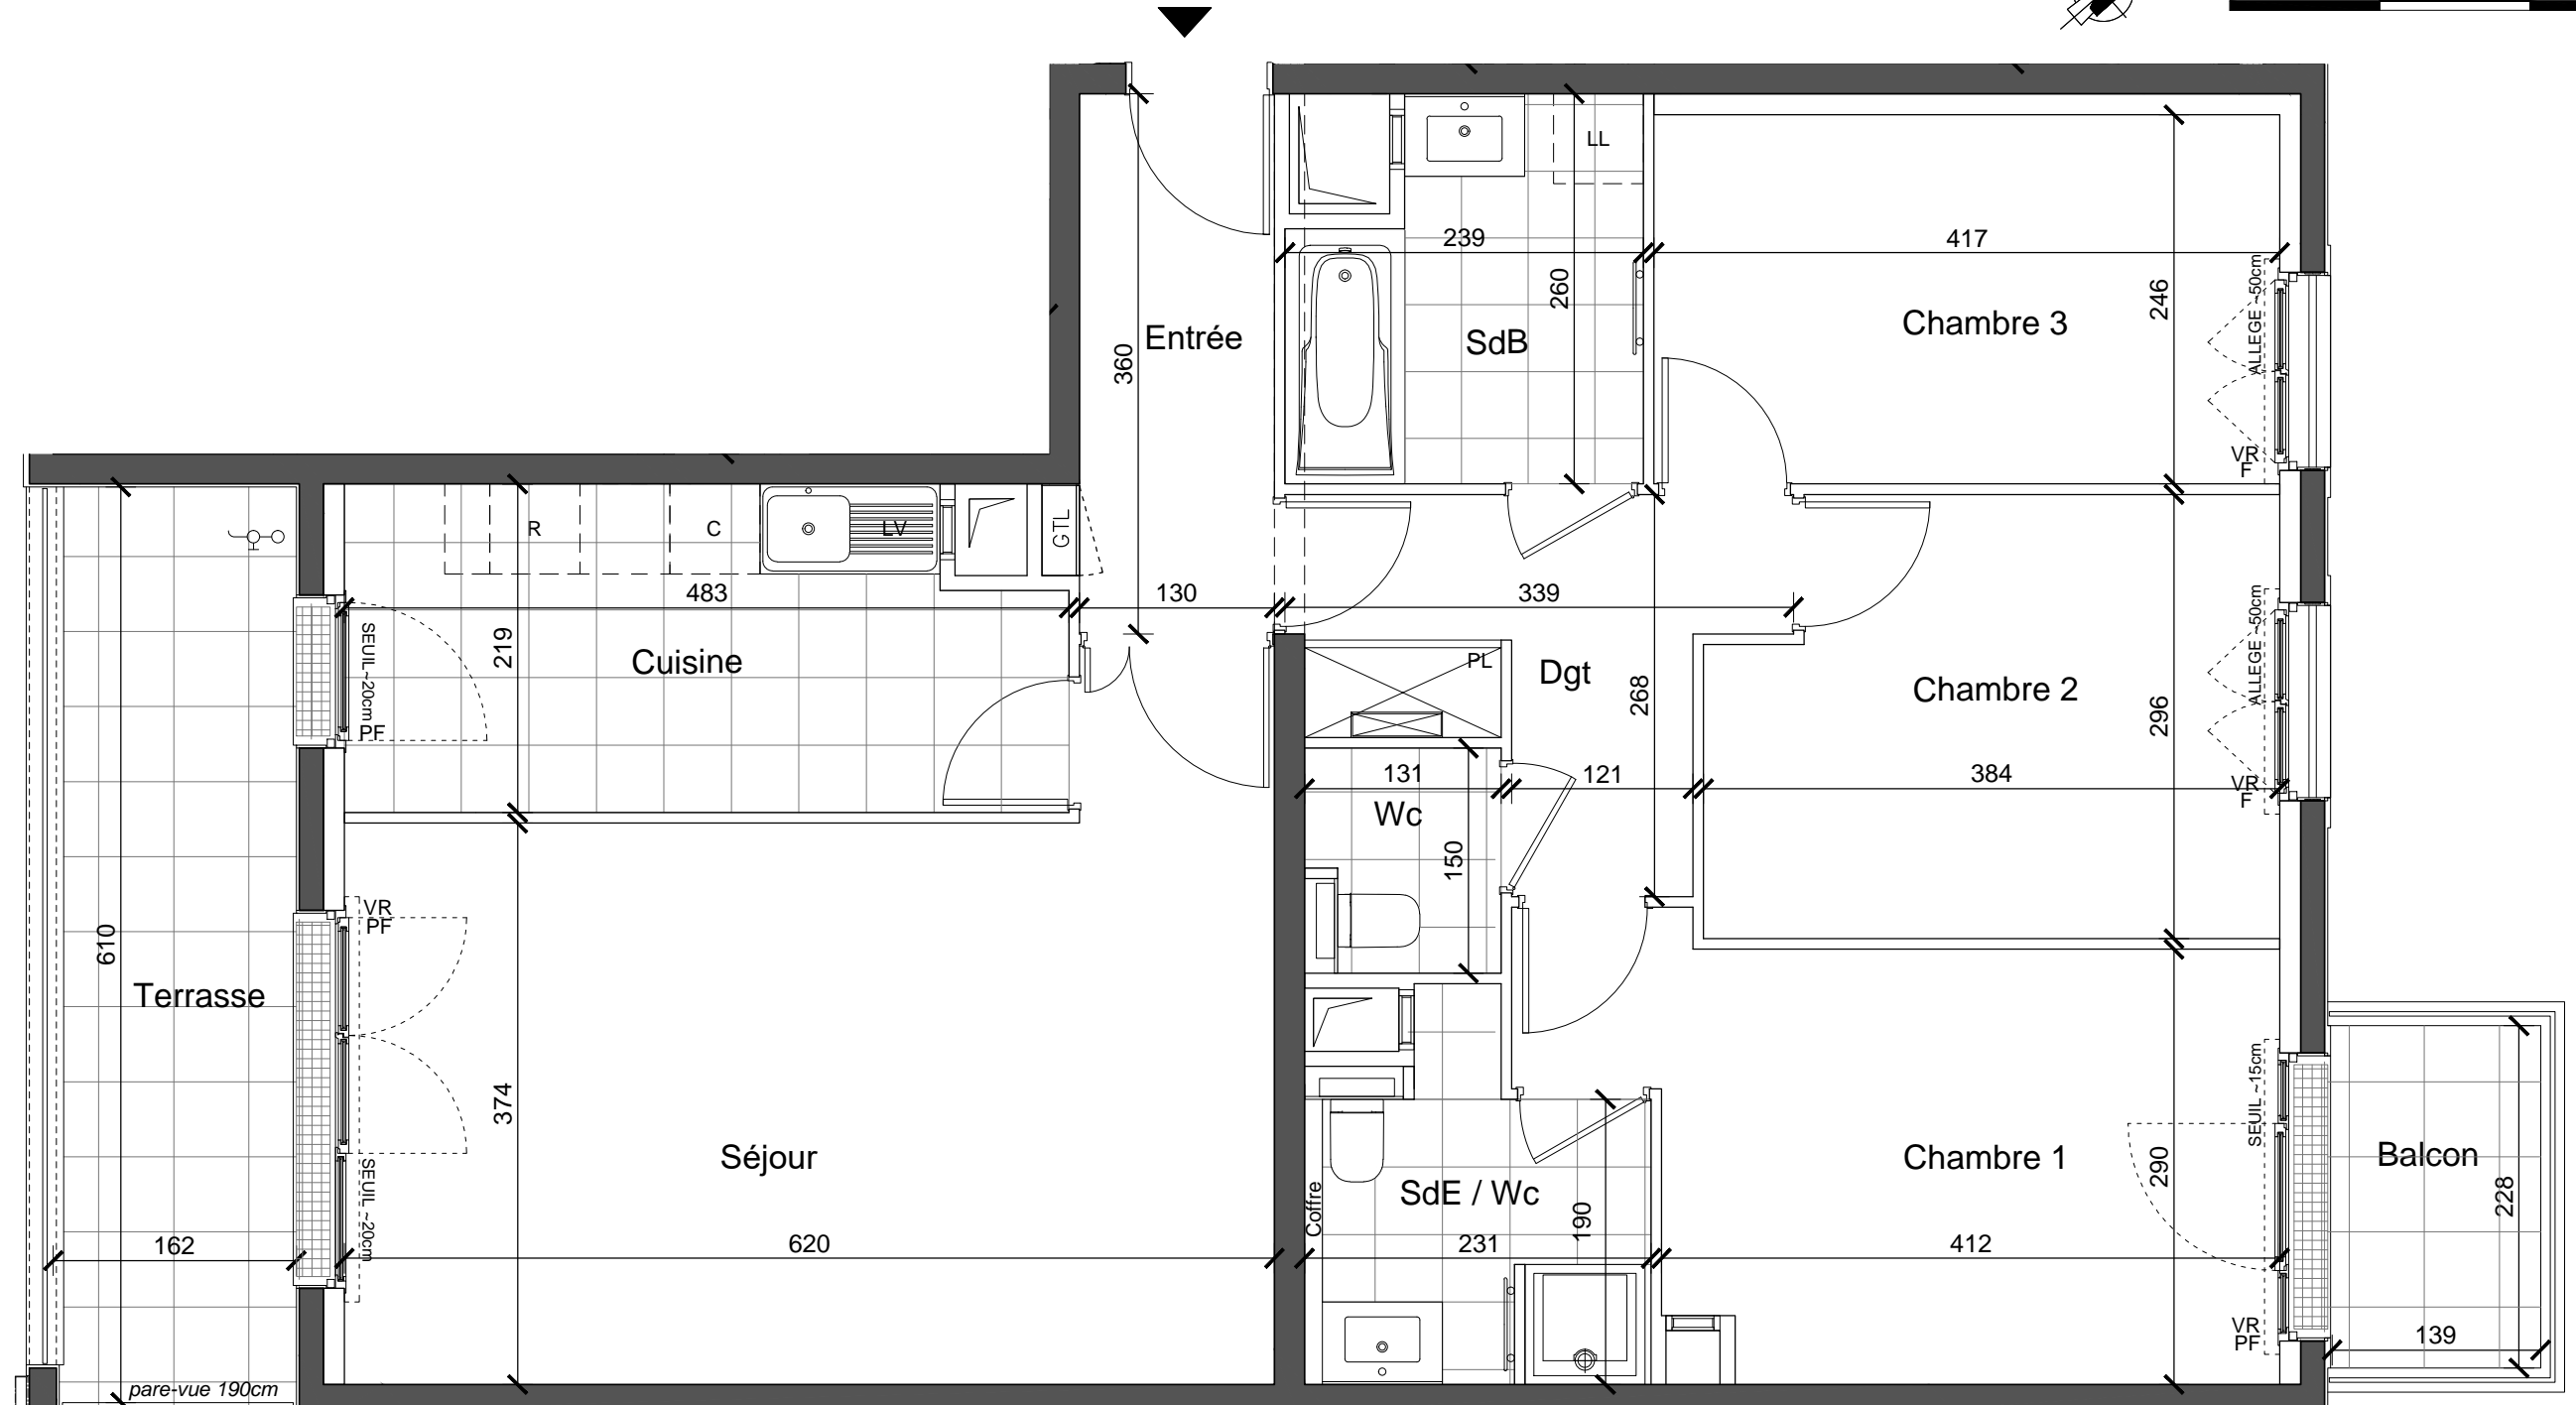 LL
239
417
260
246
ALLEGE ~50cm
Entrée
SdB
Chambre 3
360
VR
F
R
C
LV
GTL
483
130
339
SEUIL ~20cm
PF
219
Cuisine
PL
Dgt
268
Chambre 2
296
ALLEGE ~50cm
VR
F
131
121
384
Wc
150
VR
PF
610
Terrasse
374
Séjour
SEUIL ~20cm
162
620
Coffre
SdE / Wc
190
231
Chambre 1
290
412
SEUIL ~15cm
VR
PF
Balcon
228
139
pare-vue 190cm